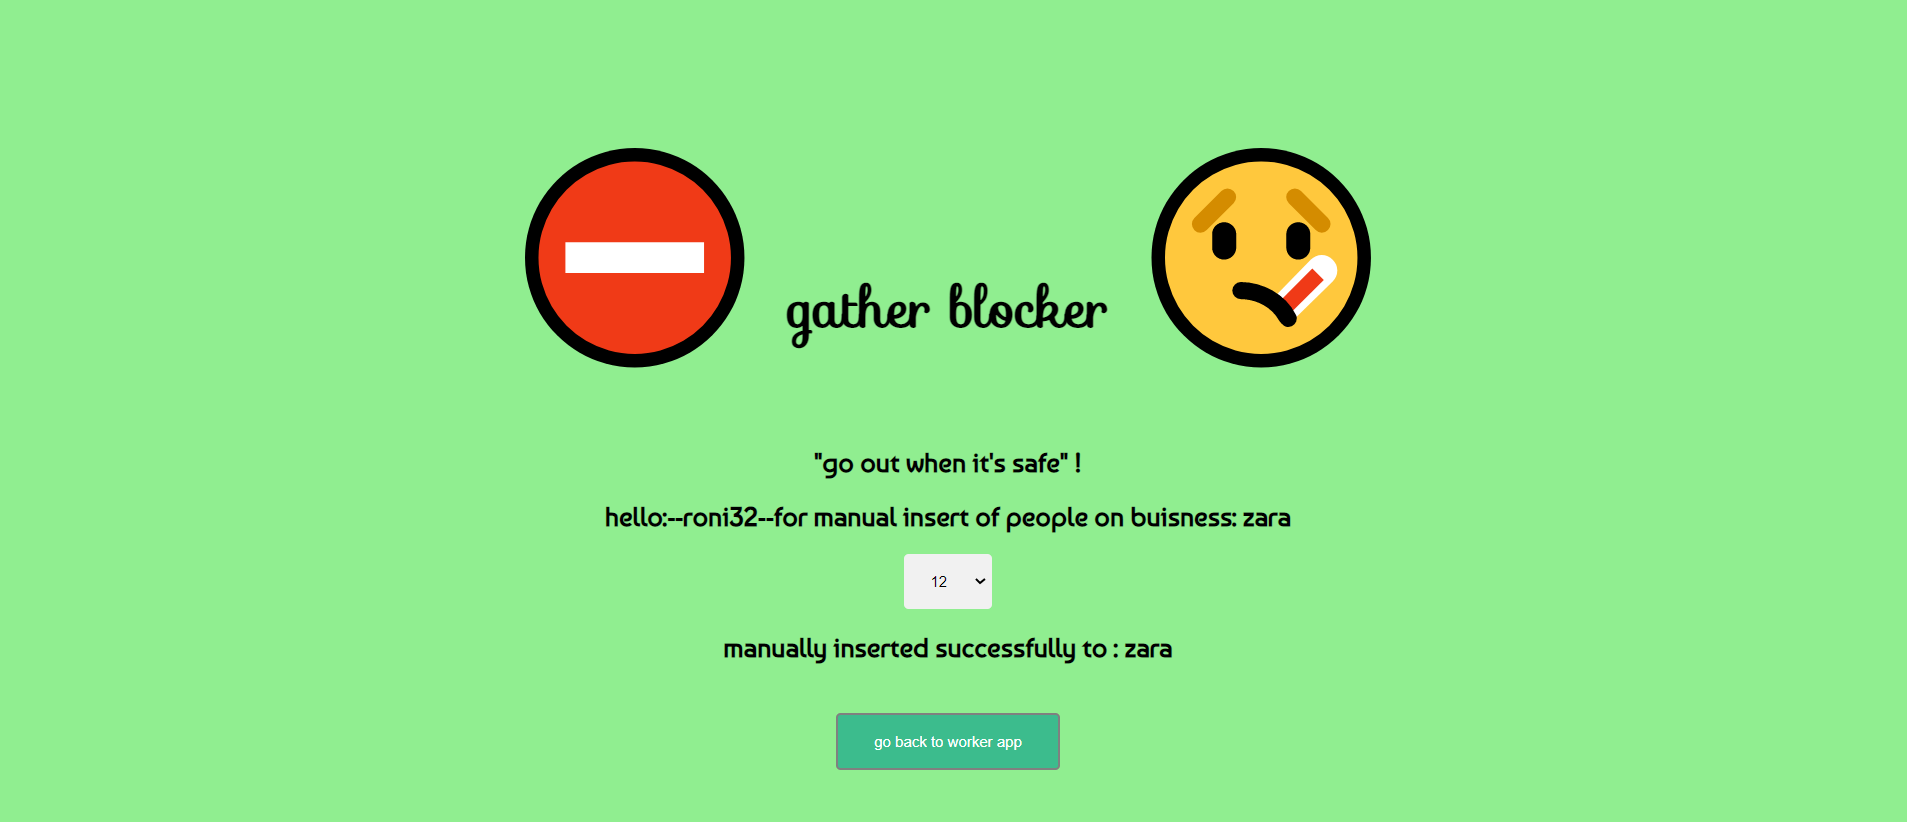 gather blocker
"go out when it's safe" !
hello:--roni32--for manual insert of people on buisness: zara
12
manually inserted successfully to : zara
go back to worker app